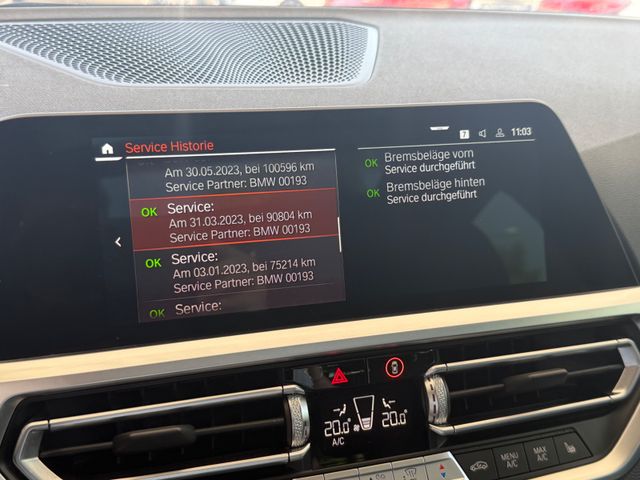 Service Historie
7
11:03
Am 30.05.2023, bei 100596 km
Service Partner: BMW 00193
OK Service:
Am 31.03.2023, bei 90804 km
Service Partner: BMW 00193
OK Service:
Am 03.01.2023, bei 75214 km
Service Partner: BMW 00193
OK Service:
OK Bremsbeläge vorn
Service durchgeführt
OK Bremsbeläge hinten
Service durchgeführt
20.0 20.0
A/C
MENU
A/C
MAX
A/C